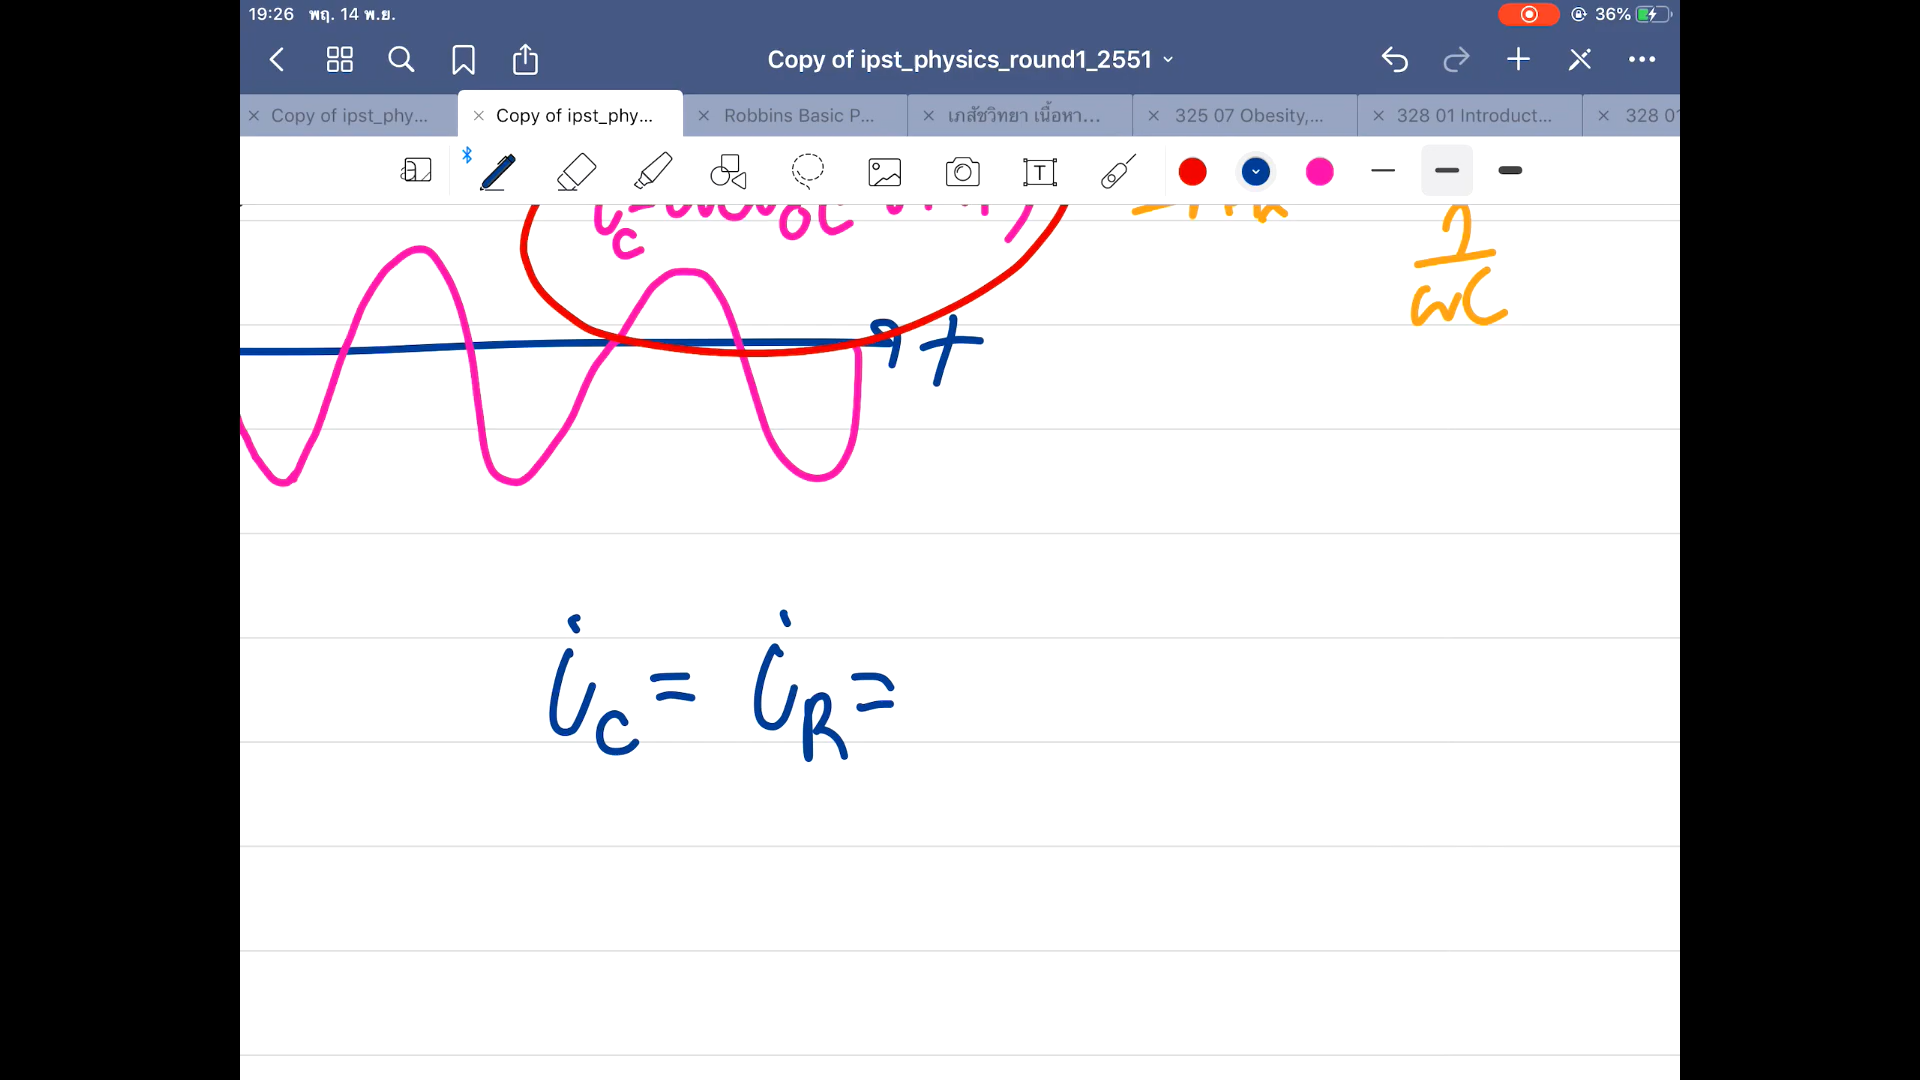 19:26 พฤ. 14 พ.ย.
36%
Copy of ipst_physics_round1_2551
Copy of ipst_phy...
Copy of ipst_phy...
Robbins Basic P...
เภสัชวิทยา เนื้อหา...
325 07 Obesity,...
328 01 Introduct...
328 01
T
1
ωC
t
i_C = i_R =